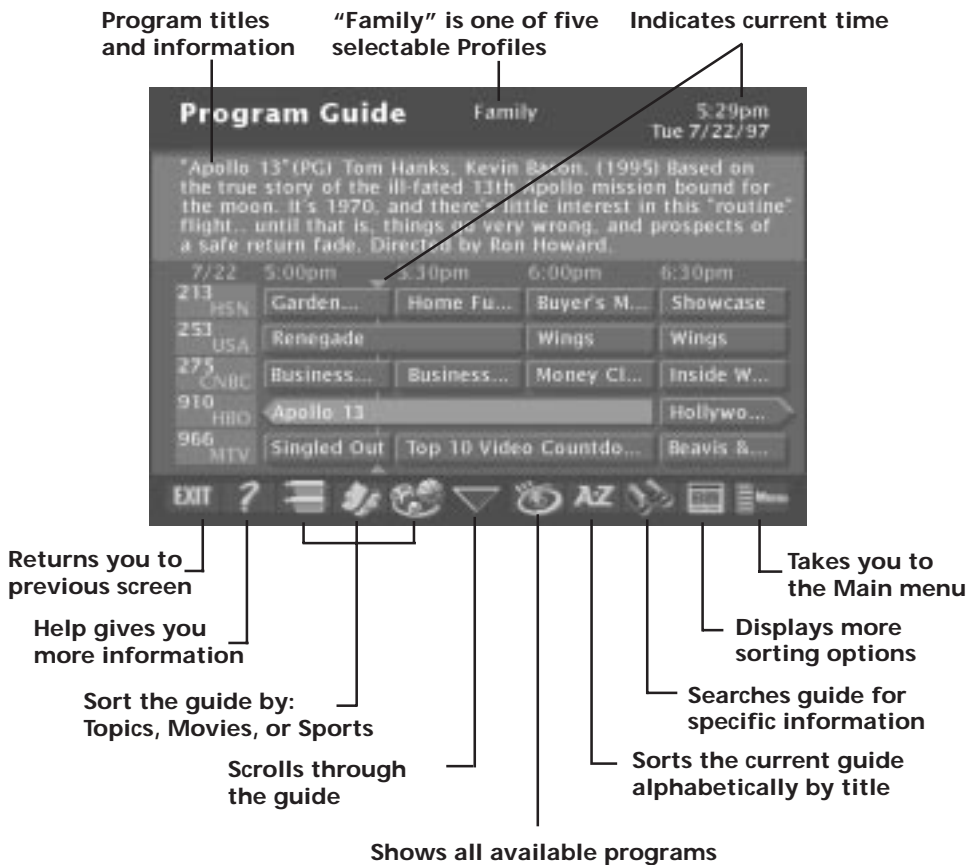 Program titles
and information
“Family” is one of five
selectable Profiles
Indicates current time
Program Guide
Family
5:29pm
Tue 7/22/97
"Apollo 13"(PG) Tom Hanks, Kevin Bacon. (1995) Based on
the true story of the ill-fated 13th Apollo mission bound for
the moon. It's 1970, and there's little interest in this "routine"
flight.. until that is, things go very wrong, and prospects of
a safe return fade. Directed by Ron Howard.
7/22 5:00pm 5:30pm 6:00pm 6:30pm
213 HSN Garden... Home Fu... Buyer's M... Showcase
253 USA Renegade Wings Wings
275 CNBC Business... Business... Money Cl... Inside W...
910 HBO Apollo 13 Hollywo...
966 MTV Singled Out Top 10 Video Countdo... Beavis &...
EXIT ? A-Z Menu
Returns you to
previous screen
Takes you to
the Main menu
Help gives you
more information
Displays more
sorting options
Sort the guide by:
Topics, Movies, or Sports
Searches guide for
specific information
Scrolls through
the guide
Sorts the current guide
alphabetically by title
Shows all available programs